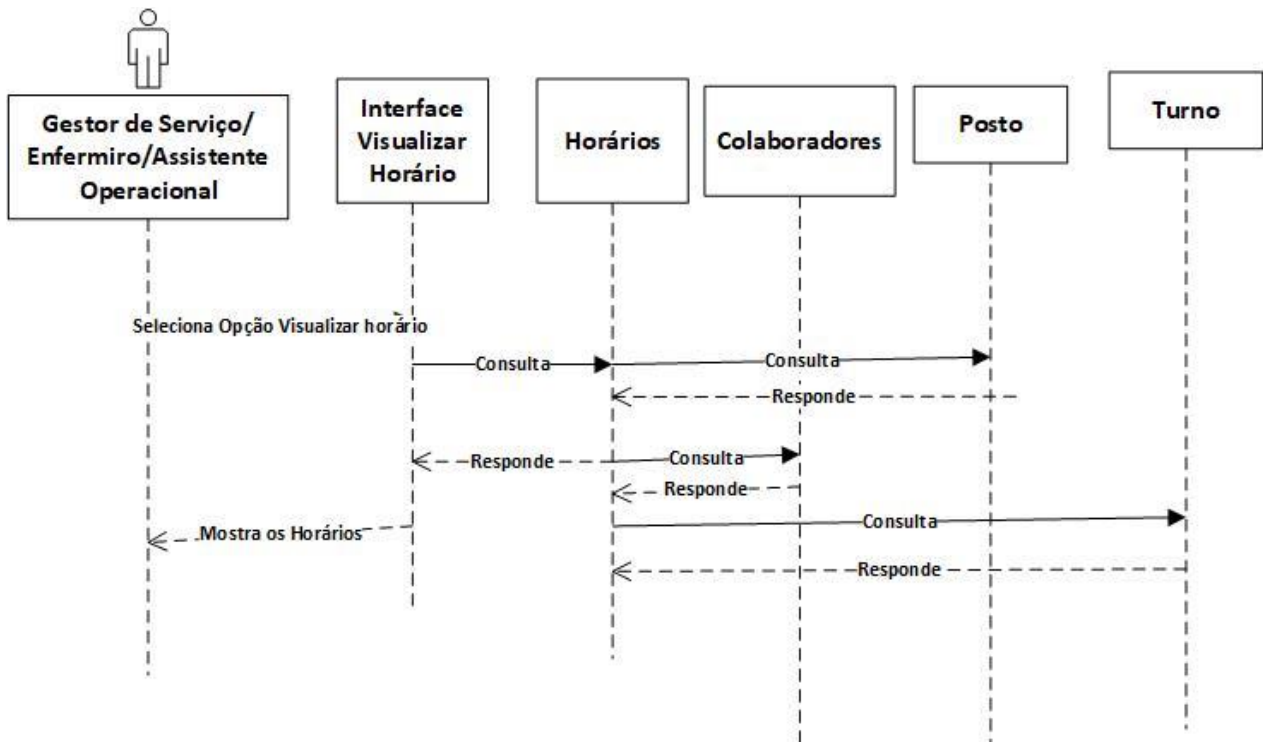 Gestor de Serviço/
Enfermiro/Assistente
Operacional
Interface
Visualizar
Horário
Horários
Colaboradores
Posto
Turno
Seleciona Opção Visualizar horário
Consulta
Consulta
Responde
Responde
Consulta
Responde
Mostra os Horários
Consulta
Responde